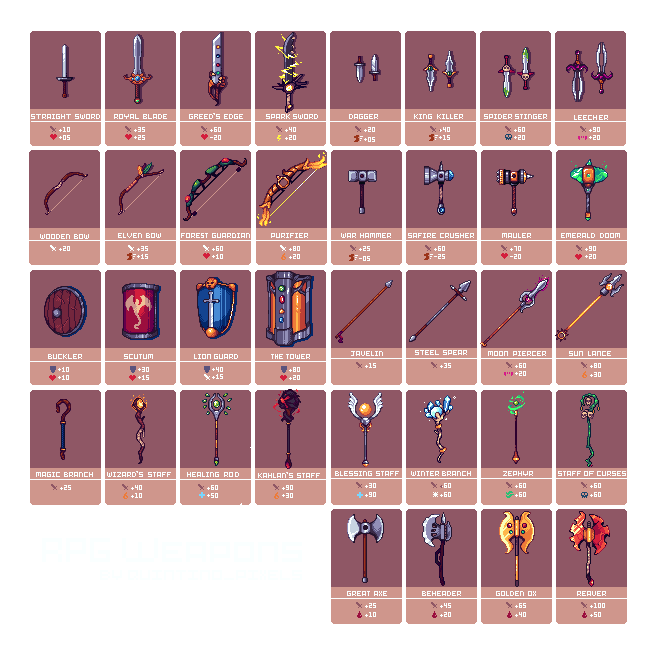 STRAIGHT SWORD
+10
+05
ROYAL BLADE
+35
+25
GREED'S EDGE
+60
-20
SPARK SWORD
+40
+20
DAGGER
+20
+05
KING KILLER
+40
+15
SPIDER STINGER
+60
+20
LEECHER
+90
+20
WOODEN BOW
+20
ELVEN BOW
+35
+15
FOREST GUARDIAN
+60
+10
PURIFIER
+80
+20
WAR HAMMER
+25
-05
SAFIRE CRUSHER
+60
-25
MAULER
+70
-20
EMERALD DOOM
+90
+20
BUCKLER
+10
+10
SCUTUM
+30
+15
LION GUARD
+40
+15
THE TOWER
+80
+20
JAVELIN
+15
STEEL SPEAR
+35
MOON PIERCER
+60
+20
SUN LANCE
+80
+30
MAGIC BRANCH
+25
WIZARD'S STAFF
+40
+10
HEALING ROD
+60
+50
KAHLAN'S STAFF
+90
+30
BLESSING STAFF
+30
+90
WINTER BRANCH
+60
+60
ZEPHYR
+60
+60
STAFF OF CURSES
+60
+60
GREAT AXE
+25
+10
BEHEADER
+45
+20
GOLDEN OX
+65
+40
REAVER
+100
+50